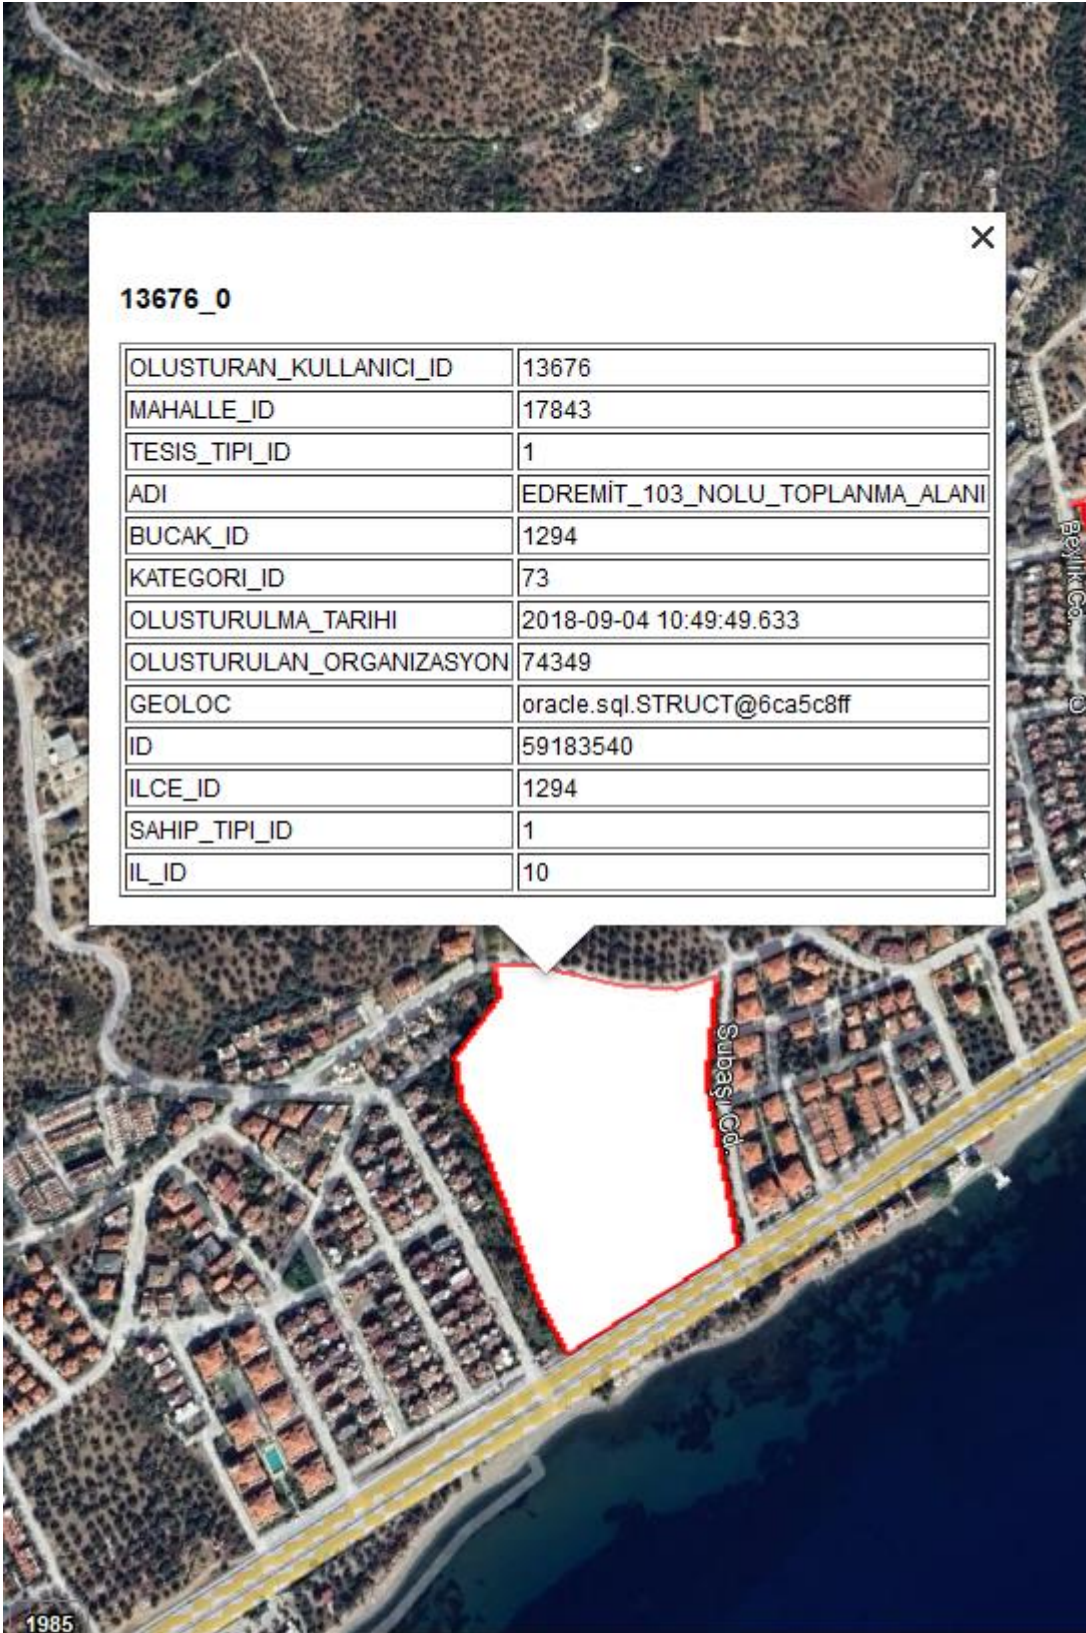 13676_0
OLUSTURAN_KULLANICI_ID 13676
MAHALLE_ID 17843
TESIS_TIPI_ID 1
ADI EDREMİT_103_NOLU_TOPLANMA_ALANI
BUCAK_ID 1294
KATEGORI_ID 73
OLUSTURULMA_TARIHI 2018-09-04 10:49:49.633
OLUSTURULAN_ORGANIZASYON 74349
GEOLOC oracle.sql.STRUCT@6ca5c8ff
ID 59183540
ILCE_ID 1294
SAHIP_TIPI_ID 1
IL_ID 10
Beylik Cd.
Subaşı Cd.
1985